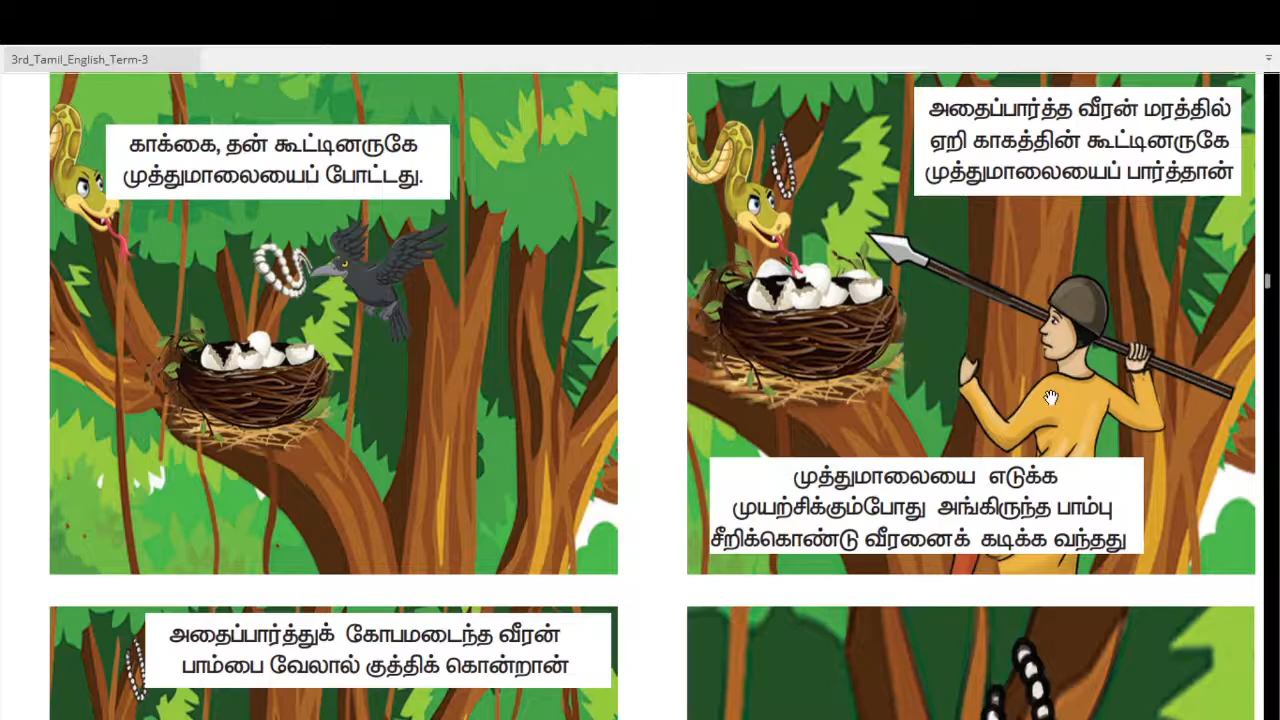 3rd_Tamil_English_Term-3
காக்கை, தன் கூட்டினருகே
முத்துமாலையைப் போட்டது.
அதைப்பார்த்த வீரன் மரத்தில்
ஏறி காகத்தின் கூட்டினருகே
முத்துமாலையைப் பார்த்தான்
முத்துமாலையை எடுக்க
முயற்சிக்கும்போது அங்கிருந்த பாம்பு
சீறிக்கொண்டு வீரனைக் கடிக்க வந்தது
அதைப்பார்த்துக் கோபமடைந்த வீரன்
பாம்பை வேலால் குத்திக் கொன்றான்